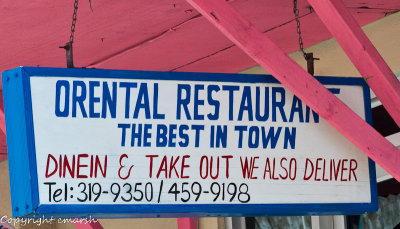 ORENTAL RESTAURANT
THE BEST IN TOWN
DINEIN & TAKE OUT WE ALSO DELIVER
Tel: 319-9350/459-9198
Copyright cmarsh